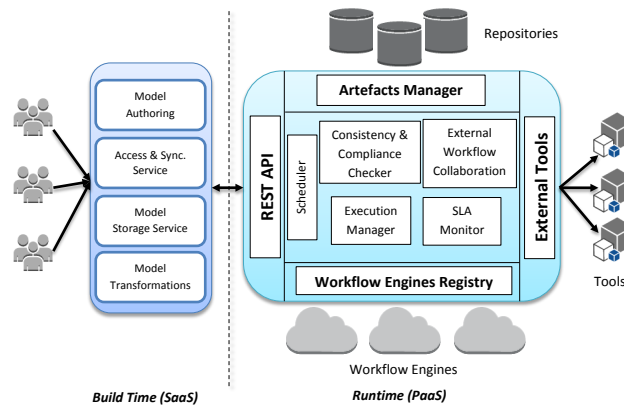 Repositories
Model
Authoring
Access & Sync.
Service
Model
Storage Service
Model
Transformations
REST API
Artefacts Manager
Scheduler
Consistency &
Compliance
Checker
External
Workflow
Collaboration
Execution
Manager
SLA
Monitor
Workflow Engines Registry
External Tools
Tools
Workflow Engines
Build Time (SaaS)
Runtime (PaaS)